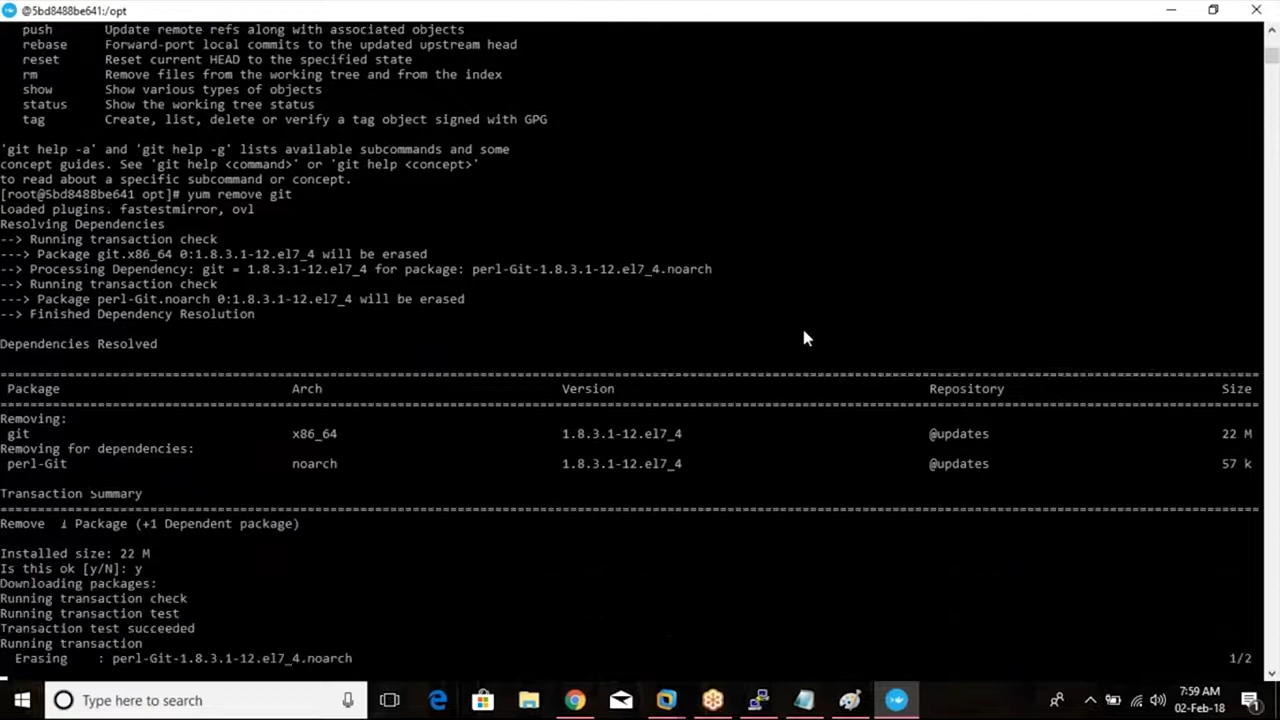 @5bd8488be641:/opt
push       Update remote refs along with associated objects
rebase     Forward-port local commits to the updated upstream head
reset      Reset current HEAD to the specified state
rm         Remove files from the working tree and from the index
show       Show various types of objects
status     Show the working tree status
tag        Create, list, delete or verify a tag object signed with GPG
'git help -a' and 'git help -g' lists available subcommands and some
concept guides. See 'git help <command>' or 'git help <concept>'
to read about a specific subcommand or concept.
[root@5bd8488be641 opt]# yum remove git
Loaded plugins. fastestmirror, ovl
Resolving Dependencies
--> Running transaction check
---> Package git.x86_64 0:1.8.3.1-12.el7_4 will be erased
--> Processing Dependency: git = 1.8.3.1-12.el7_4 for package: perl-Git-1.8.3.1-12.el7_4.noarch
--> Running transaction check
---> Package perl-Git.noarch 0:1.8.3.1-12.el7_4 will be erased
--> Finished Dependency Resolution
Dependencies Resolved
================================================================================
Package    Arch    Version    Repository    Size
================================================================================
Removing:
git    x86_64    1.8.3.1-12.el7_4    @updates    22 M
Removing for dependencies:
perl-Git    noarch    1.8.3.1-12.el7_4    @updates    57 k
Transaction Summary
================================================================================
Remove  1 Package (+1 Dependent package)
Installed size: 22 M
Is this ok [y/N]: y
Downloading packages:
Running transaction check
Running transaction test
Transaction test succeeded
Running transaction
Erasing    : perl-Git-1.8.3.1-12.el7_4.noarch    1/2
Type here to search
7:59 AM
02-Feb-18
1